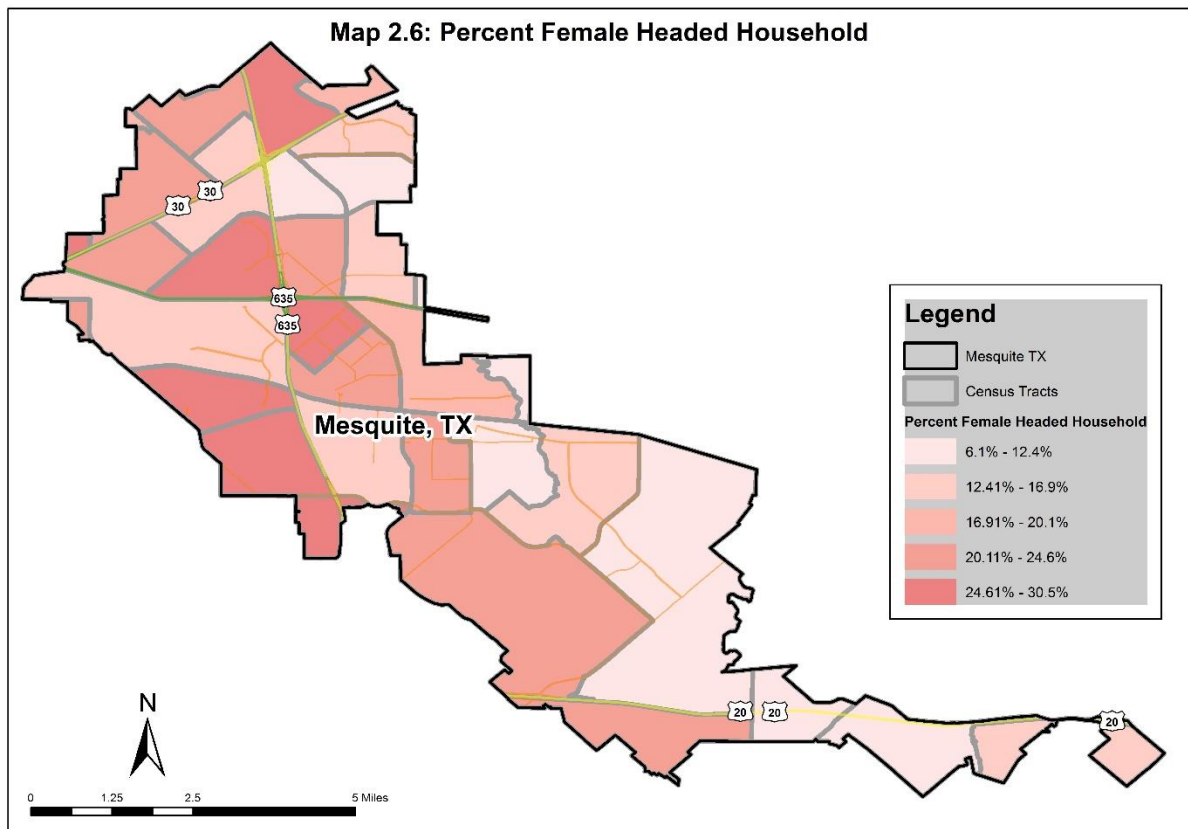 Map 2.6: Percent Female Headed Household
30
30
635
635
Mesquite, TX
20
20
20
Legend
Mesquite TX
Census Tracts
Percent Female Headed Household
6.1% - 12.4%
12.41% - 16.9%
16.91% - 20.1%
20.11% - 24.6%
24.61% - 30.5%
N
0 1.25 2.5 5 Miles